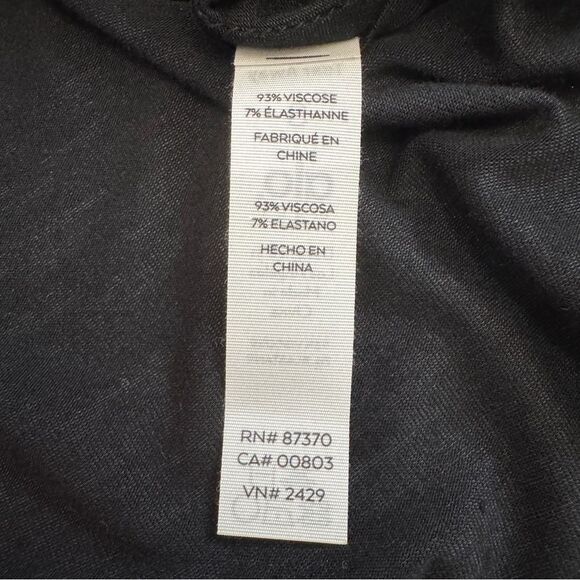 93% VISCOSE
7% ÉLASTHANNE
FABRIQUÉ EN
CHINE
93% VISCOSA
7% ELASTANO
HECHO EN
CHINA
RN# 87370
CA# 00803
VN# 2429